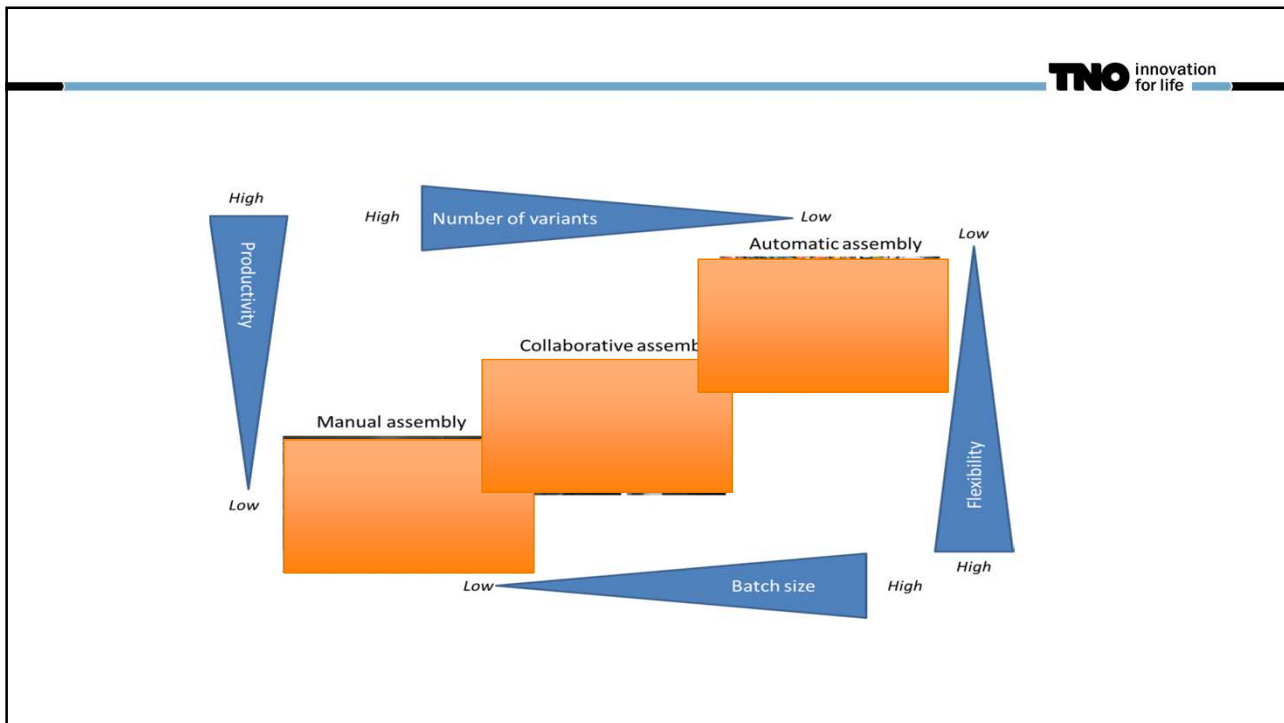 TNO innovation
for life
High
High
Number of variants
Low
Automatic assembly
Low
Productivity
Collaborative assemb
Manual assembly
Flexibility
Low
Low
Batch size
High
High